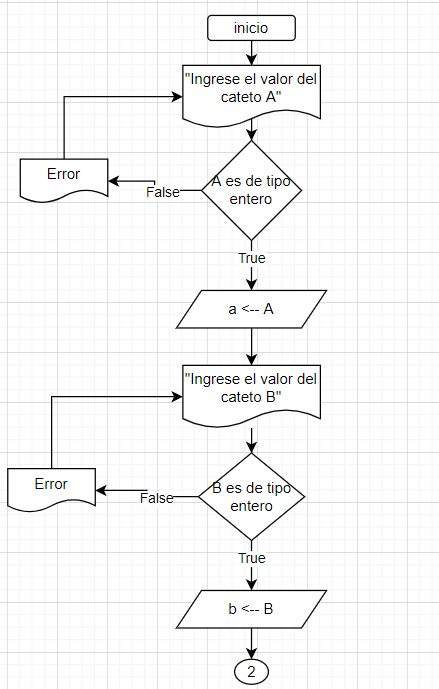 inicio
"Ingrese el valor del
cateto A"
Error
False
A es de tipo
entero
True
a <-- A
"Ingrese el valor del
cateto B"
Error
False
B es de tipo
entero
True
b <-- B
2